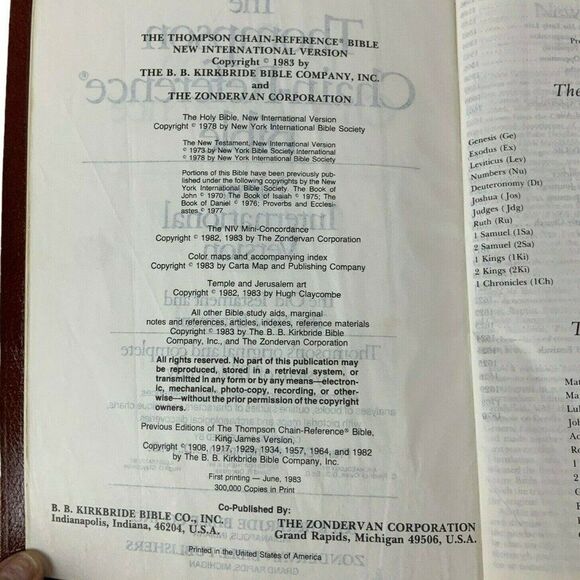 THE THOMPSON CHAIN-REFERENCE® BIBLE
NEW INTERNATIONAL VERSION
Copyright © 1983 by
THE B. B. KIRKBRIDE BIBLE COMPANY, INC.
and
THE ZONDERVAN CORPORATION
The Holy Bible, New International Version
Copyright © 1978 by New York International Bible Society
The New Testament, New International Version
© 1973 by New York Bible Society International
© 1978 by New York International Bible Society
Portions of this Bible have been previously pub-
lished under the following copyrights by the New
York International Bible Society. The Book of
John © 1970: The Book of Isaiah © 1975; The
Book of Daniel © 1976; Proverbs and Ecclesi-
astes © 1977.
The NIV Mini-Concordance
Copyright © 1982, 1983 by The Zondervan Corporation
Color maps and accompanying index
Copyright © 1983 by Carta Map and Publishing Company
Temple and Jerusalem art
Copyright © 1982, 1983 by Hugh Claycombe
All other Bible study aids, marginal
notes and references, articles, indexes, reference materials
Copyright © 1983 by The B. B. Kirkbride Bible
Company, Inc., and The Zondervan Corporation
All rights reserved. No part of this publication may
be reproduced, stored in a retrieval system, or
transmitted in any form or by any means—electron-
ic, mechanical, photo-copy, recording, or other-
wise—without the prior permission of the copyright
owners.
Previous Editions of The Thompson Chain-Reference® Bible,
King James Version,
Copyright © 1908, 1917, 1929, 1934, 1957, 1964, and 1982
by The B. B. Kirkbride Bible Company, Inc.
First printing — June, 1983
300,000 Copies in Print
Co-Published By:
B. B. KIRKBRIDE BIBLE CO., INC.
Indianapolis, Indiana, 46204, U.S.A.
THE ZONDERVAN CORPORATION
Grand Rapids, Michigan 49506, U.S.A.
Printed in the United States of America
The
Genesis (Ge)
Exodus (Ex)
Leviticus (Lev)
Numbers (Nu)
Deuteronomy (Dt)
Joshua (Jos)
Judges (Jdg)
Ruth (Ru)
1 Samuel (1Sa)
2 Samuel (2Sa)
1 Kings (1Ki)
2 Kings (2Ki)
1 Chronicles (1Ch)